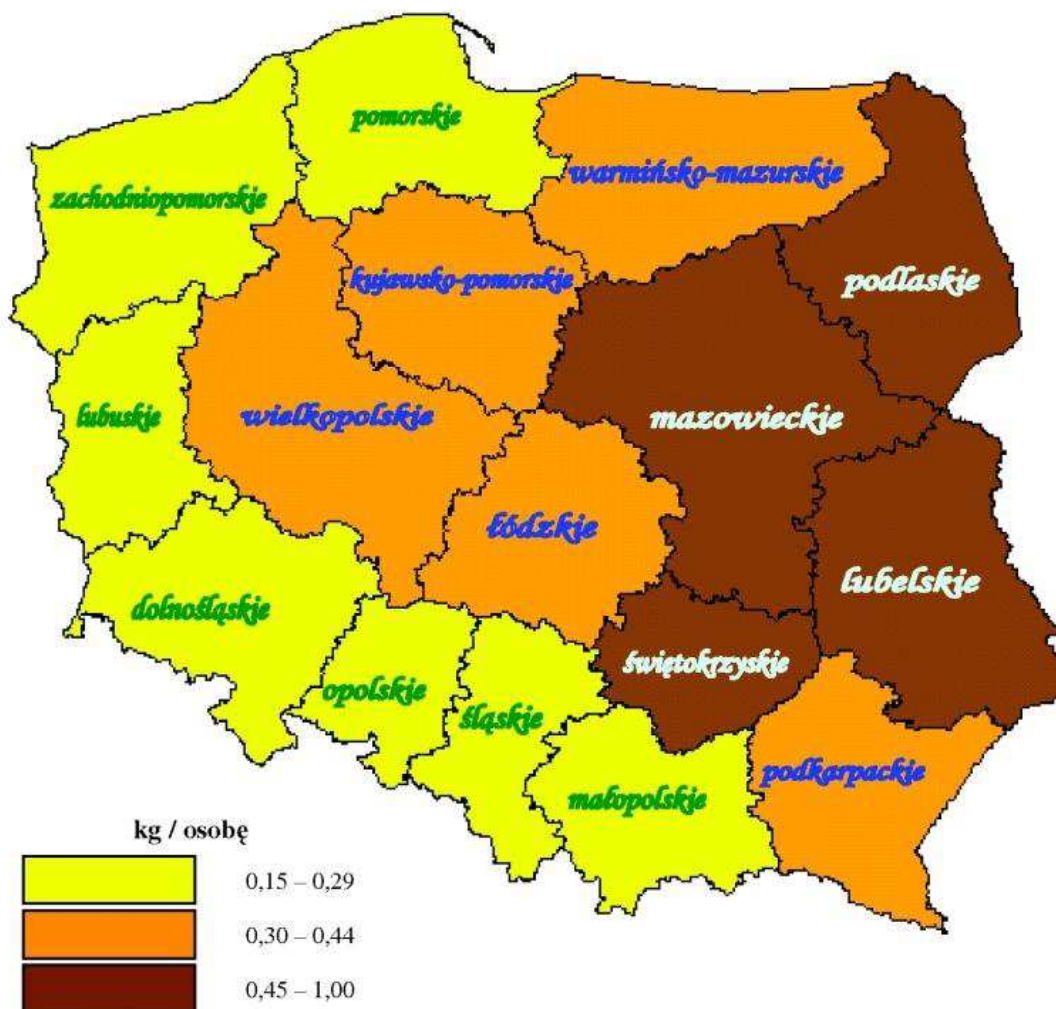 pomorskie
warmińsko-mazurskie
zachodniopomorskie
kujawsko-pomorskie
podlaskie
lubuskie
wielkopolskie
mazowieckie
łódzkie
lubelskie
dolnośląskie
świętokrzyskie
opolskie
śląskie
podkarpackie
małopolskie
kg / osobę
0,15 – 0,29
0,30 – 0,44
0,45 – 1,00